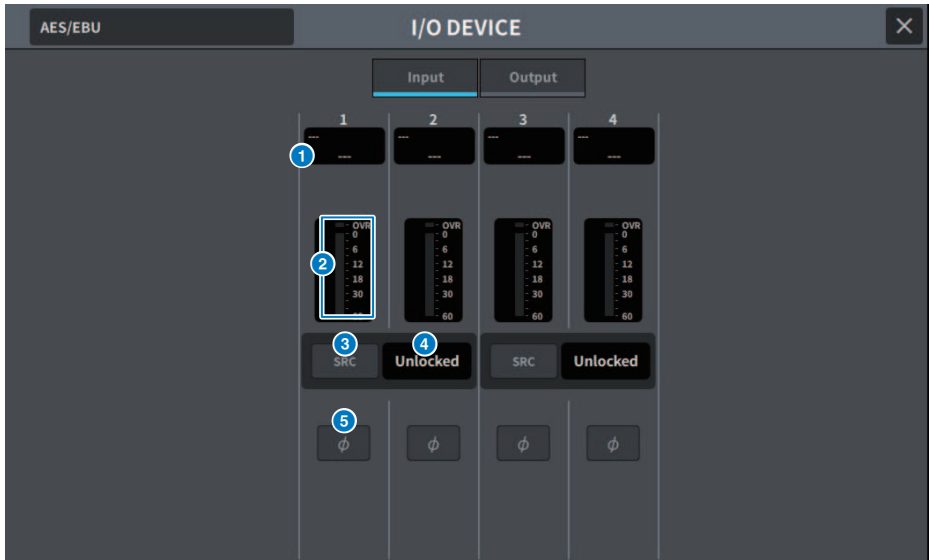 AES/EBU
I/O DEVICE
Input
Output
1 2 3 4
--- --- --- ---
1 --- --- --- ---
OVR OVR OVR OVR
0 0 0 0
6 6 6 6
2 12 12 12 12
18 18 18 18
30 30 30 30
60 60 60 60
3 4
SRC Unlocked SRC Unlocked
5
ϕ ϕ ϕ ϕ